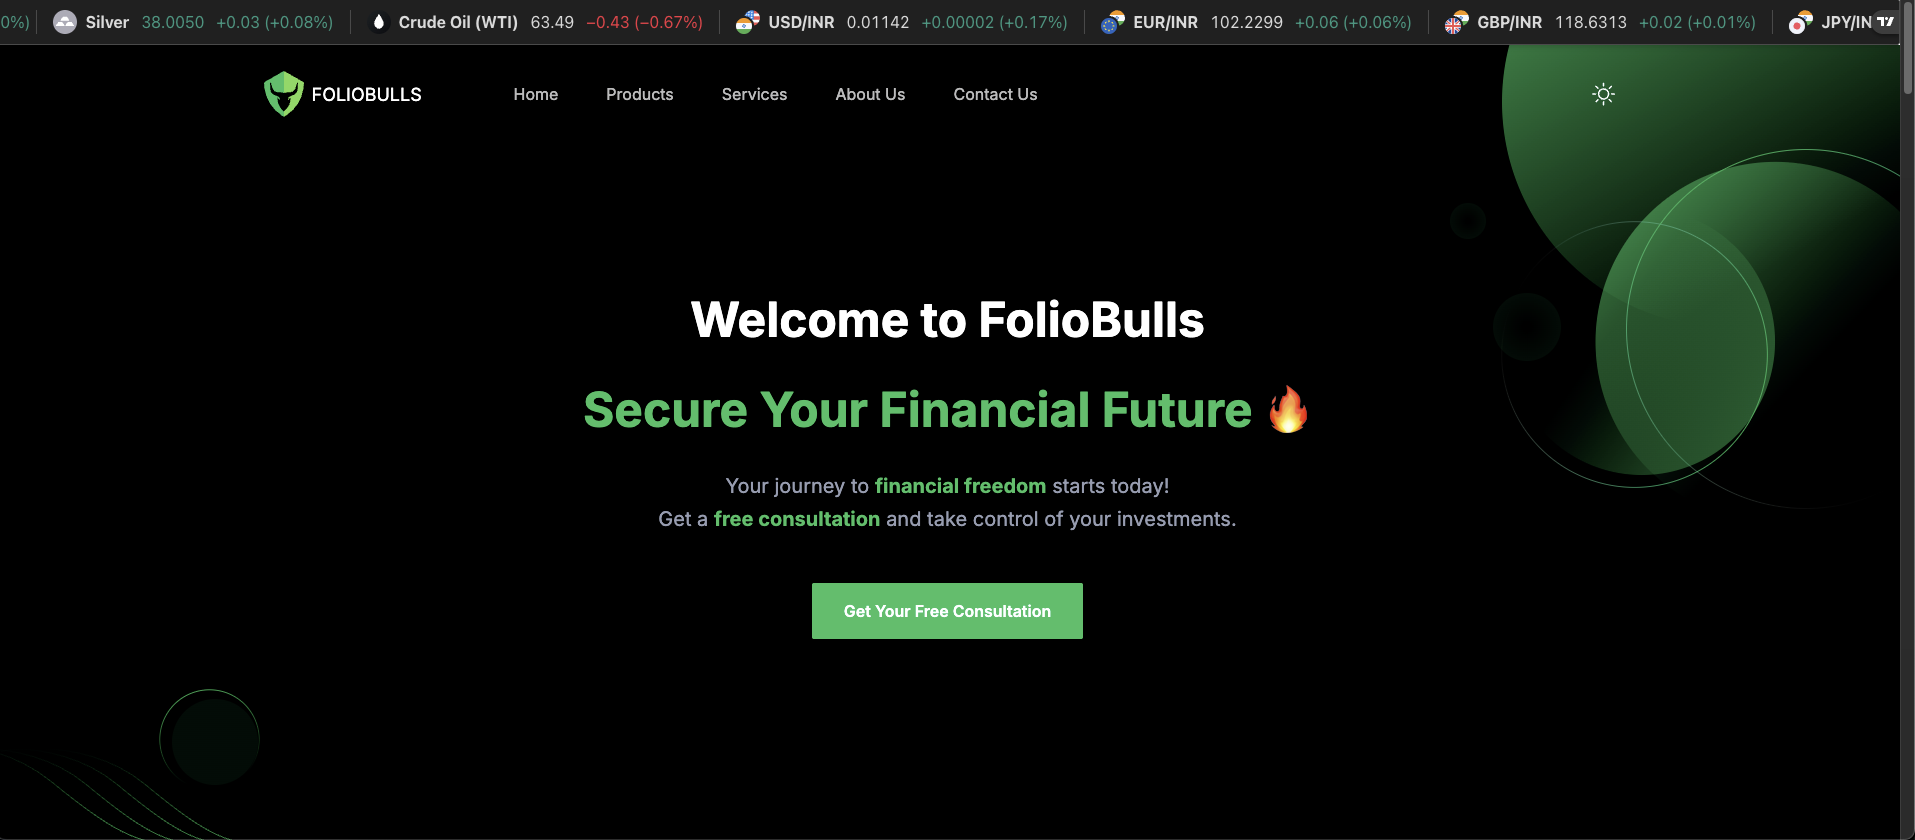 0%) Silver 38.0050 +0.03 (+0.08%) Crude Oil (WTI) 63.49 −0.43 (−0.67%) USD/INR 0.01142 +0.00002 (+0.17%) EUR/INR 102.2299 +0.06 (+0.06%) GBP/INR 118.6313 +0.02 (+0.01%) JPY/IN
FOLIOBULLS Home Products Services About Us Contact Us
Welcome to FolioBulls
Secure Your Financial Future 🔥
Your journey to financial freedom starts today!
Get a free consultation and take control of your investments.
Get Your Free Consultation